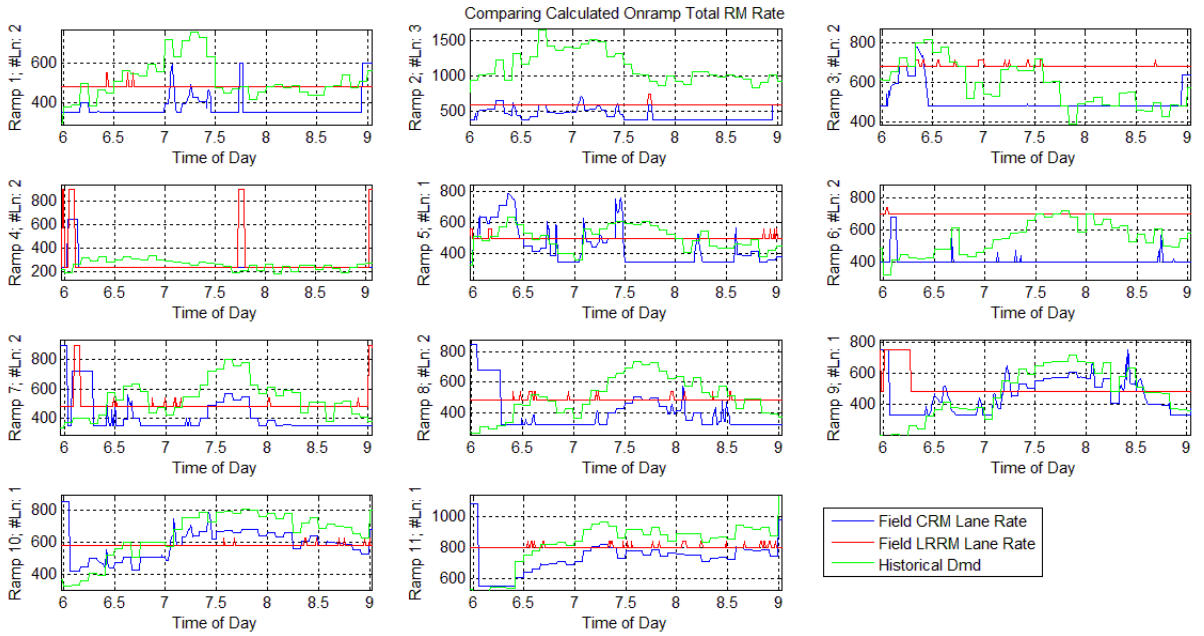 Comparing Calculated Onramp Total RM Rate
Ramp 1; #Ln: 2
600
400
6 6.5 7 7.5 8 8.5 9
Time of Day
Ramp 2; #Ln: 3
1500
1000
500
6 6.5 7 7.5 8 8.5 9
Time of Day
Ramp 3; #Ln: 2
800
600
400
6 6.5 7 7.5 8 8.5 9
Time of Day
Ramp 4; #Ln: 2
800
600
400
200
6 6.5 7 7.5 8 8.5 9
Time of Day
Ramp 5; #Ln: 1
800
600
400
6 6.5 7 7.5 8 8.5 9
Time of Day
Ramp 6; #Ln: 2
800
600
400
6 6.5 7 7.5 8 8.5 9
Time of Day
Ramp 7; #Ln: 2
800
600
400
6 6.5 7 7.5 8 8.5 9
Time of Day
Ramp 8; #Ln: 2
800
600
400
6 6.5 7 7.5 8 8.5 9
Time of Day
Ramp 9; #Ln: 1
600
400
6 6.5 7 7.5 8 8.5 9
Time of Day
Ramp 10; #Ln: 1
800
600
400
6 6.5 7 7.5 8 8.5 9
Time of Day
Ramp 11; #Ln: 1
1000
800
600
6 6.5 7 7.5 8 8.5 9
Time of Day
Field CRM Lane Rate
Field LRRM Lane Rate
Historical Dmd